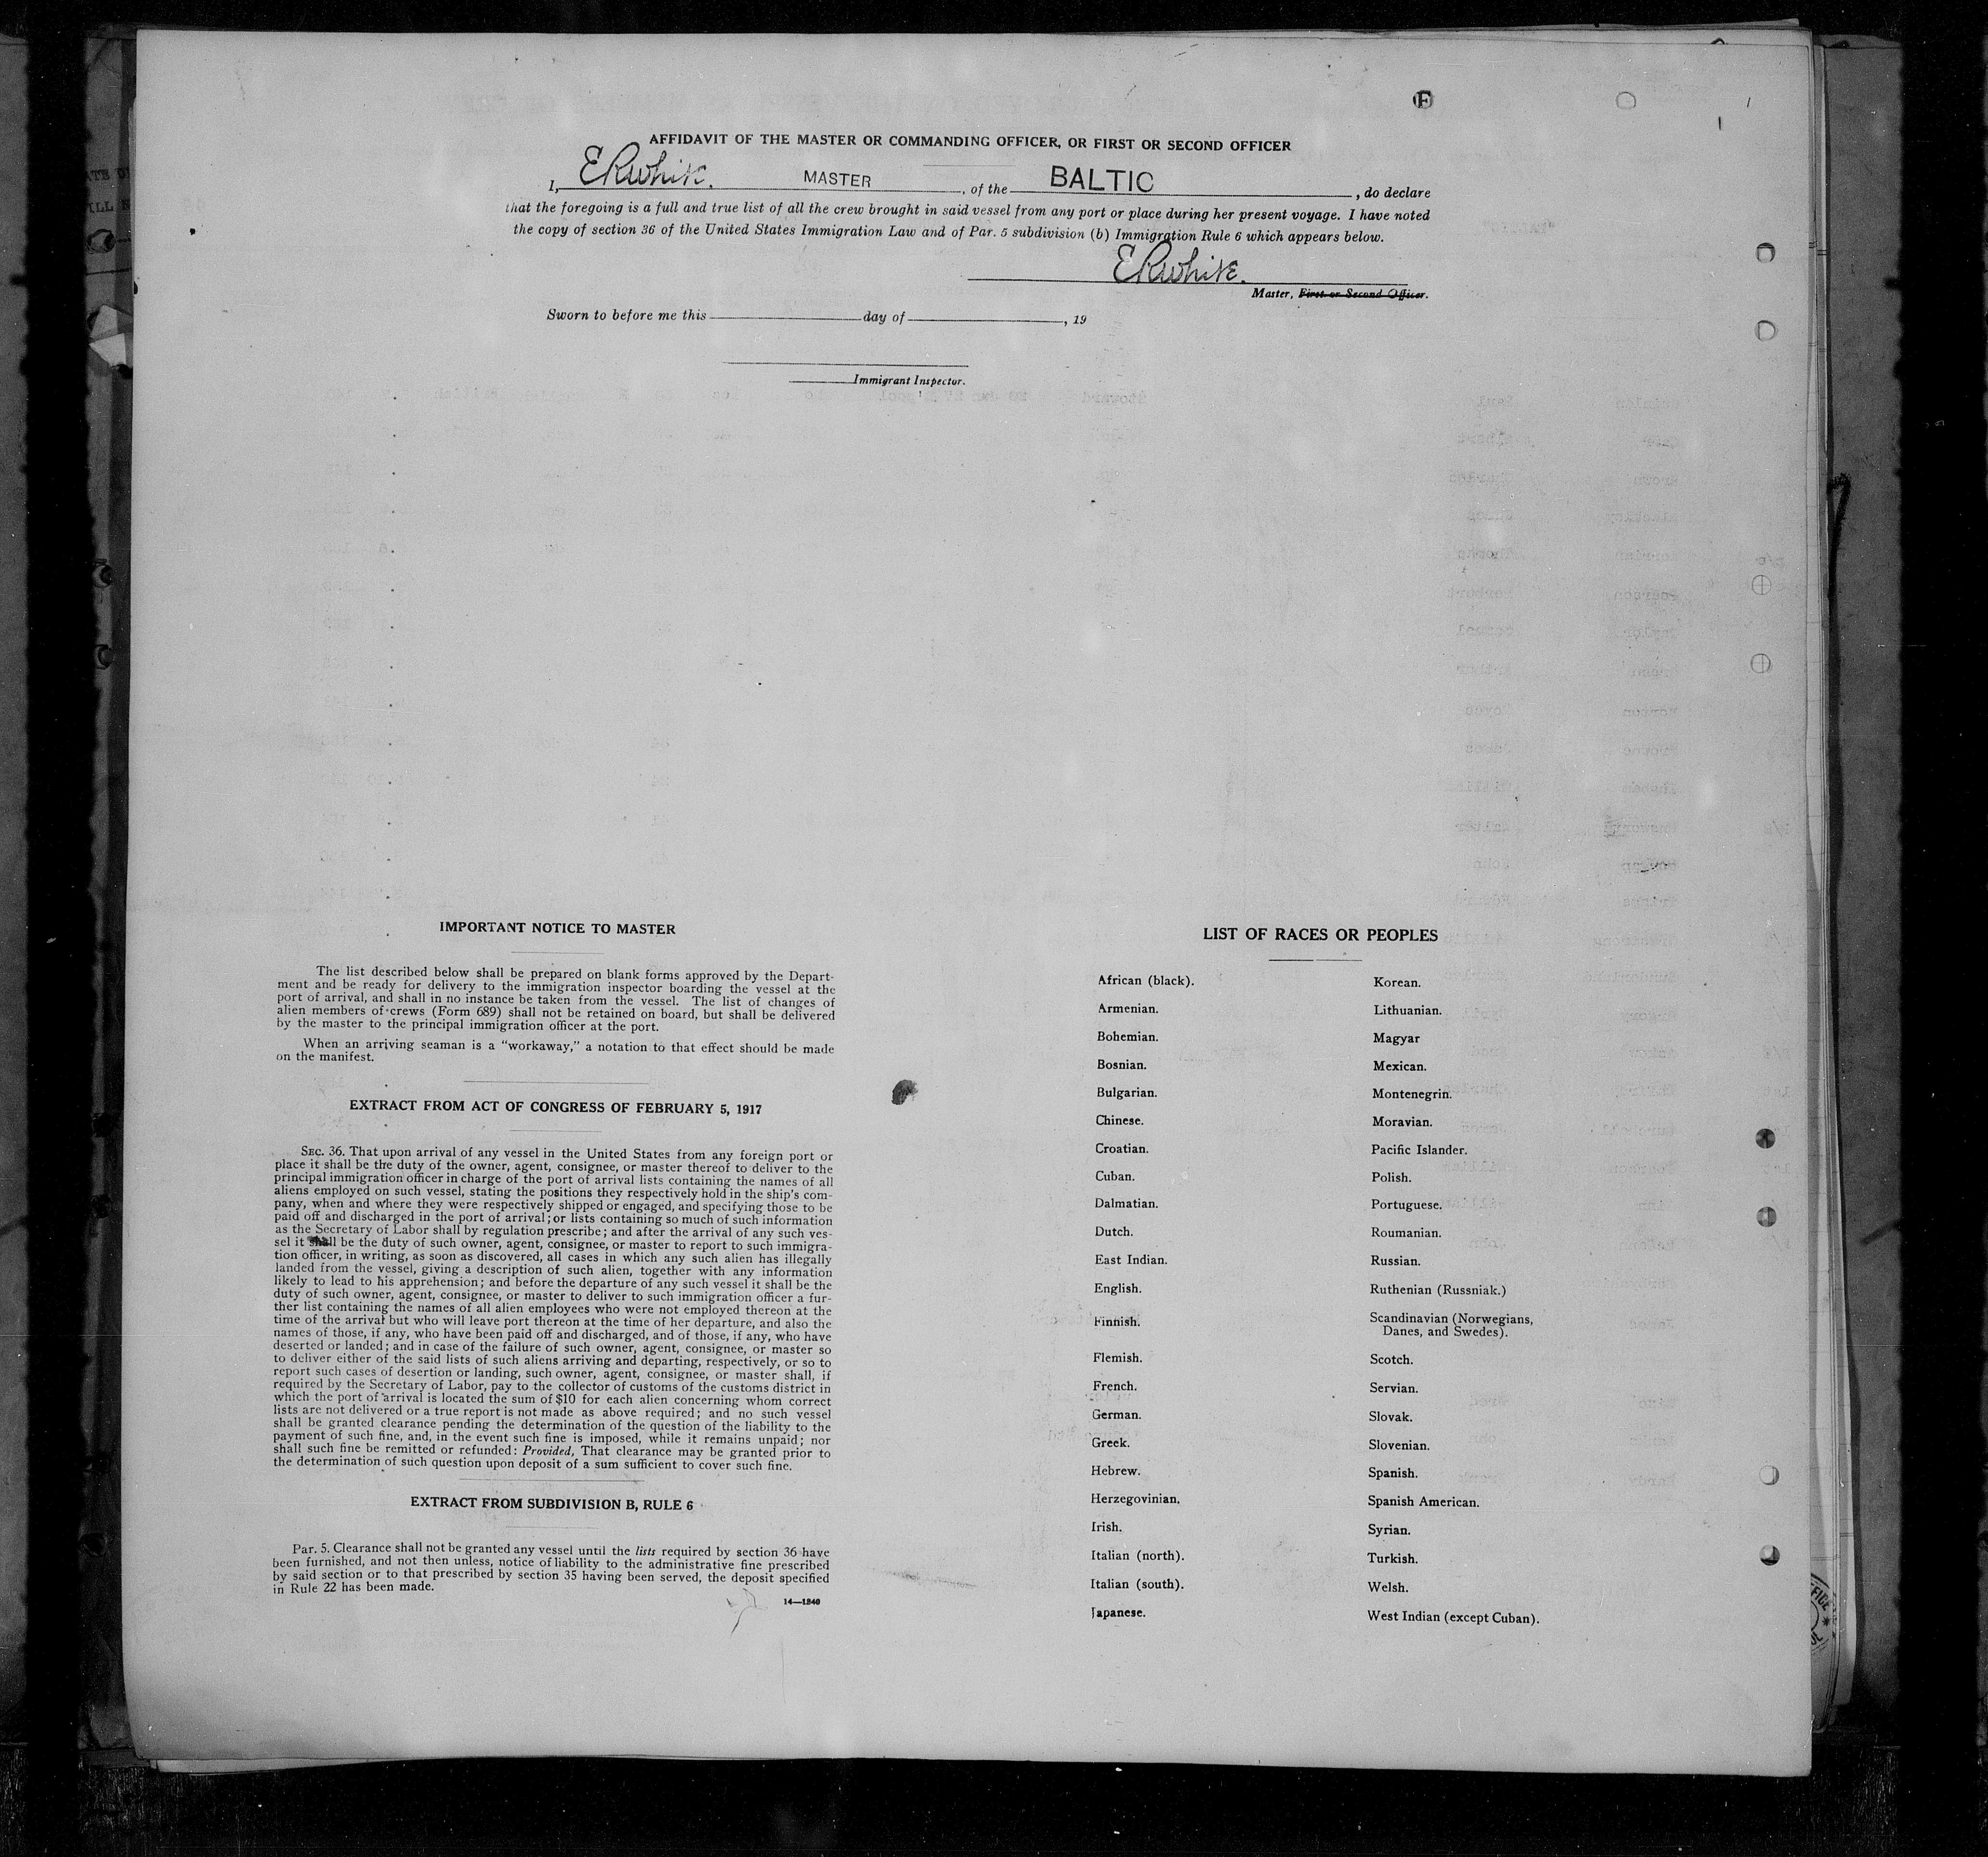 AFFIDAVIT OF THE MASTER OR COMMANDING OFFICER, OR FIRST OR SECOND OFFICER
I, ERWhite. MASTER, of the BALTIC, do declare
that the foregoing is a full and true list of all the crew brought in said vessel from any port or place during her present voyage. I have noted
the copy of section 36 of the United States Immigration Law and of Par. 5 subdivision (b) Immigration Rule 6 which appears below.
ERWhite.
Master, First or Second Officer.
Sworn to before me this day of , 19
Immigrant Inspector.
IMPORTANT NOTICE TO MASTER
The list described below shall be prepared on blank forms approved by the Depart-
ment and be ready for delivery to the immigration inspector boarding the vessel at the
port of arrival, and shall in no instance be taken from the vessel. The list of changes of
alien members of crews (Form 689) shall not be retained on board, but shall be delivered
by the master to the principal immigration officer at the port.
When an arriving seaman is a "workaway," a notation to that effect should be made
on the manifest.
EXTRACT FROM ACT OF CONGRESS OF FEBRUARY 5, 1917
SEC. 36. That upon arrival of any vessel in the United States from any foreign port or
place it shall be the duty of the owner, agent, consignee, or master thereof to deliver to the
principal immigration officer in charge of the port of arrival lists containing the names of all
aliens employed on such vessel, stating the positions they respectively hold in the ship's com-
pany, when and where they were respectively shipped or engaged, and specifying those to be
paid off and discharged in the port of arrival; or lists containing so much of such information
as the Secretary of Labor shall by regulation prescribe; and after the arrival of any such ves-
sel it shall be the duty of such owner, agent, consignee, or master to report to such immigra-
tion officer, in writing, as soon as discovered, all cases in which any such alien has illegally
landed from the vessel, giving a description of such alien, together with any information
likely to lead to his apprehension; and before the departure of any such vessel it shall be the
duty of such owner, agent, consignee, or master to deliver to such immigration officer a fur-
ther list containing the names of all alien employees who were not employed thereon at the
time of the arrival but who will leave port thereon at the time of her departure, and also the
names of those, if any, who have been paid off and discharged, and of those, if any, who have
deserted or landed; and in case of the failure of such owner, agent, consignee, or master so
to deliver either of the said lists of such aliens arriving and departing, respectively, or so to
report such cases of desertion or landing, such owner, agent, consignee, or master shall, if
required by the Secretary of Labor, pay to the collector of customs of the customs district in
which the port of arrival is located the sum of $10 for each alien concerning whom correct
lists are not delivered or a true report is not made as above required; and no such vessel
shall be granted clearance pending the determination of the question of the liability to the
payment of such fine, and, in the event such fine is imposed, while it remains unpaid; nor
shall such fine be remitted or refunded: Provided, That clearance may be granted prior to
the determination of such question upon deposit of a sum sufficient to cover such fine.
EXTRACT FROM SUBDIVISION B, RULE 6
Par. 5. Clearance shall not be granted any vessel until the lists required by section 36 have
been furnished, and not then unless, notice of liability to the administrative fine prescribed
by said section or to that prescribed by section 35 having been served, the deposit specified
in Rule 22 has been made.
14—1240
LIST OF RACES OR PEOPLES
African (black).
Armenian.
Bohemian.
Bosnian.
Bulgarian.
Chinese.
Croatian.
Cuban.
Dalmatian.
Dutch.
East Indian.
English.
Finnish.
Flemish.
French.
German.
Greek.
Hebrew.
Herzegovinian.
Irish.
Italian (north).
Italian (south).
Japanese.
Korean.
Lithuanian.
Magyar
Mexican.
Montenegrin.
Moravian.
Pacific Islander.
Polish.
Portuguese.
Roumanian.
Russian.
Ruthenian (Russniak.)
Scandinavian (Norwegians,
Danes, and Swedes).
Scotch.
Servian.
Slovak.
Slovenian.
Spanish.
Spanish American.
Syrian.
Turkish.
Welsh.
West Indian (except Cuban).